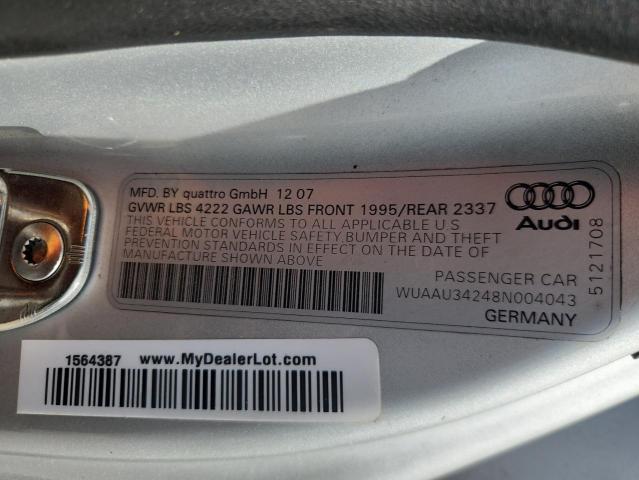 MFD. BY quattro GmbH 12 07
GVWR LBS 4222 GAWR LBS FRONT 1995/REAR 2337
THIS VEHICLE CONFORMS TO ALL APPLICABLE U.S
FEDERAL MOTOR VEHICLE SAFETY, BUMPER AND THEFT
PREVENTION STANDARDS IN EFFECT ON THE DATE OF
MANUFACTURE SHOWN ABOVE
Audi
PASSENGER CAR
WUAAU34248N004043
GERMANY
5121708
1564387 www.MyDealerLot.com